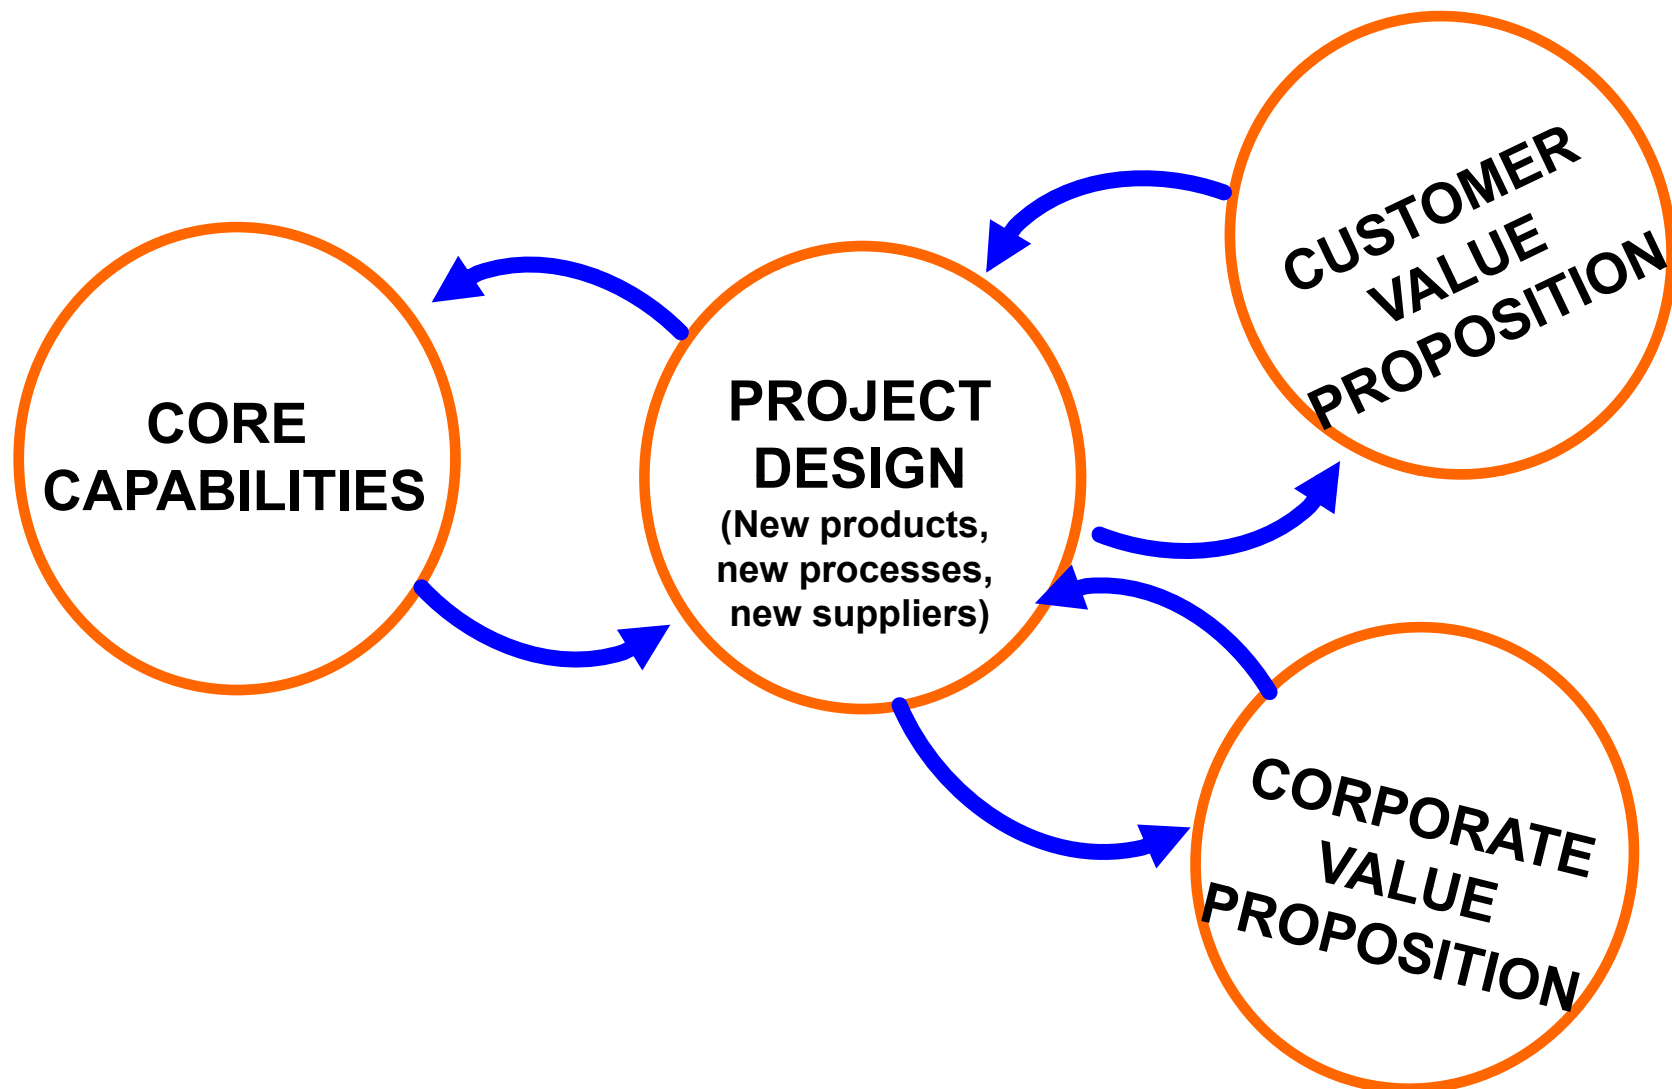 CORE
CAPABILITIES
PROJECT
DESIGN
(New products,
new processes,
new suppliers)
CUSTOMER
VALUE
PROPOSITION
CORPORATE
VALUE
PROPOSITION